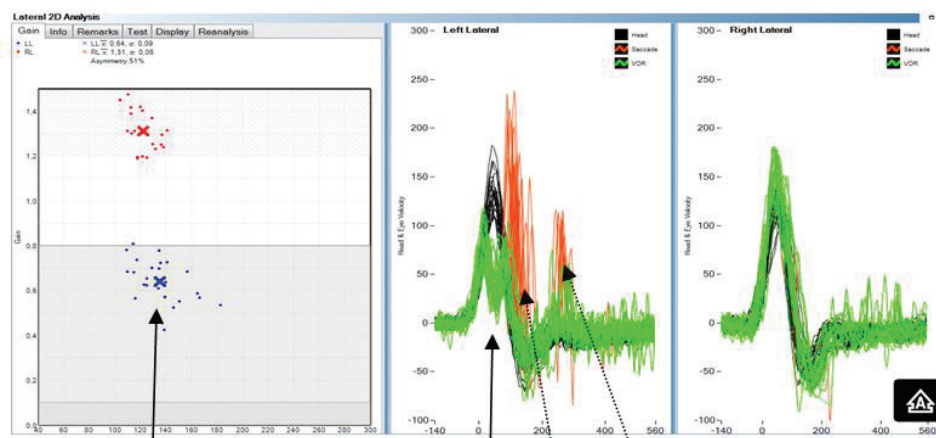 Lateral 2D Analysis
Gain Info Remarks Test Display Reanalysis
LL × LL x̄: 0.64, σ: 0.09
RL × RL x̄: 1.31, σ: 0.08
Asymmetry: 51%
Gain
1.4
1.2
1.0
0.8
0.6
0.4
0.2
0.0
40 60 80 100 120 140 160 180 200 220 240 260 280 300
Left Lateral
Head
Saccade
VOR
Head & Eye Velocity
300
250
200
150
100
50
0
-50
-100
-140 0 200 400 560
Right Lateral
Head
Saccade
VOR
Head & Eye Velocity
300
250
200
150
100
50
0
-50
-100
-140 0 200 400 560
A